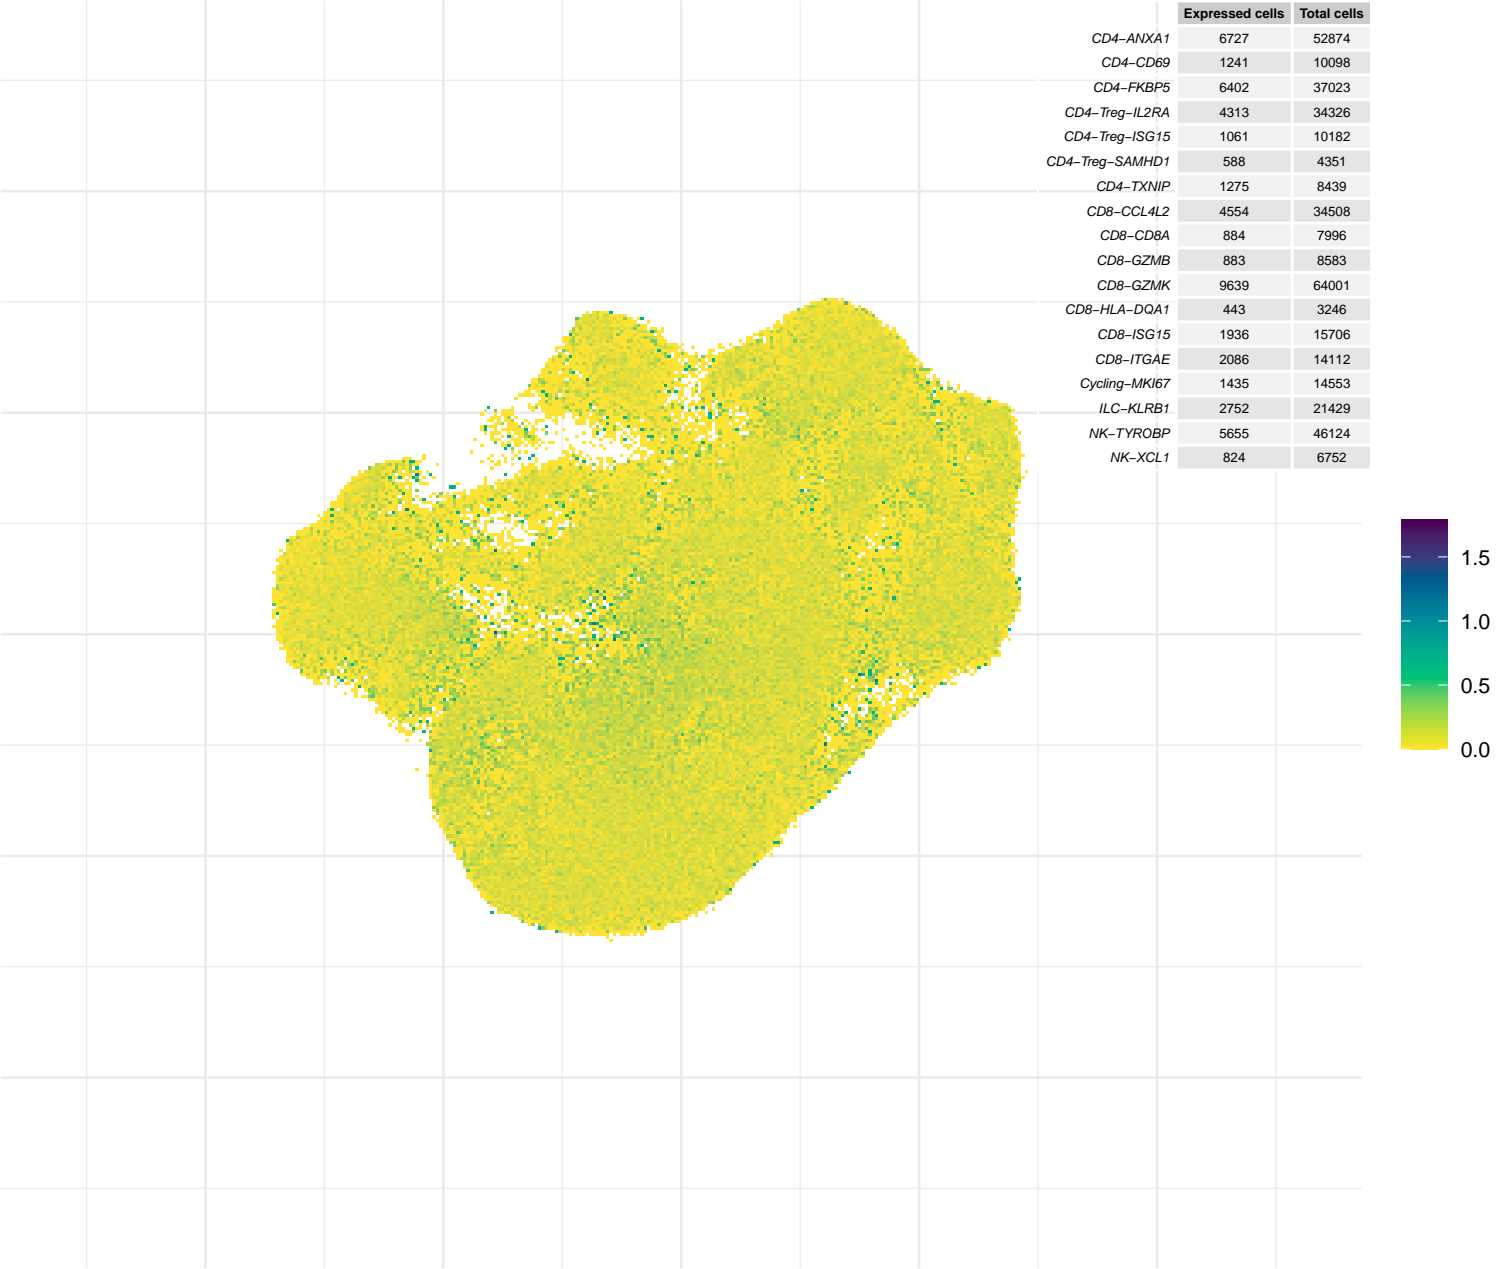 Expressed cells Total cells
CD4−ANXA1 6727 52874
CD4−CD69 1241 10098
CD4−FKBP5 6402 37023
CD4−Treg−IL2RA 4313 34326
CD4−Treg−ISG15 1061 10182
CD4−Treg−SAMHD1 588 4351
CD4−TXNIP 1275 8439
CD8−CCL4L2 4554 34508
CD8−CD8A 884 7996
CD8−GZMB 883 8583
CD8−GZMK 9639 64001
CD8−HLA−DQA1 443 3246
CD8−ISG15 1936 15706
CD8−ITGAE 2086 14112
Cycling−MKI67 1435 14553
ILC−KLRB1 2752 21429
NK−TYROBP 5655 46124
NK−XCL1 824 6752
1.5
1.0
0.5
0.0